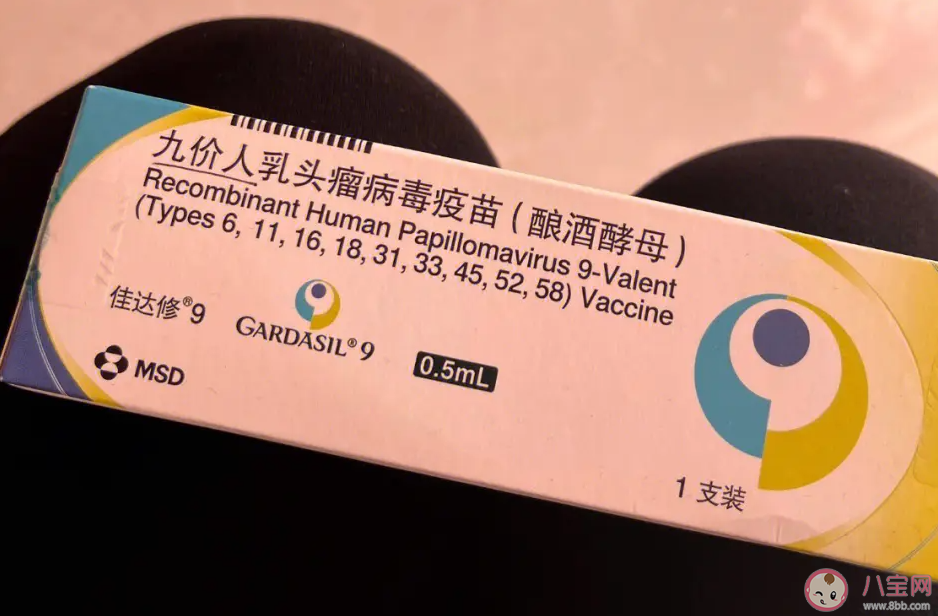 九价人乳头瘤病毒疫苗(酿酒酵母)
Recombinant Human Papillomavirus 9-Valent
(Types 6, 11, 16, 18, 31, 33, 45, 52, 58) Vaccine
佳达修®9
GARDASIL®9
0.5mL
MSD
1 支装
八宝网
www.8bb.com